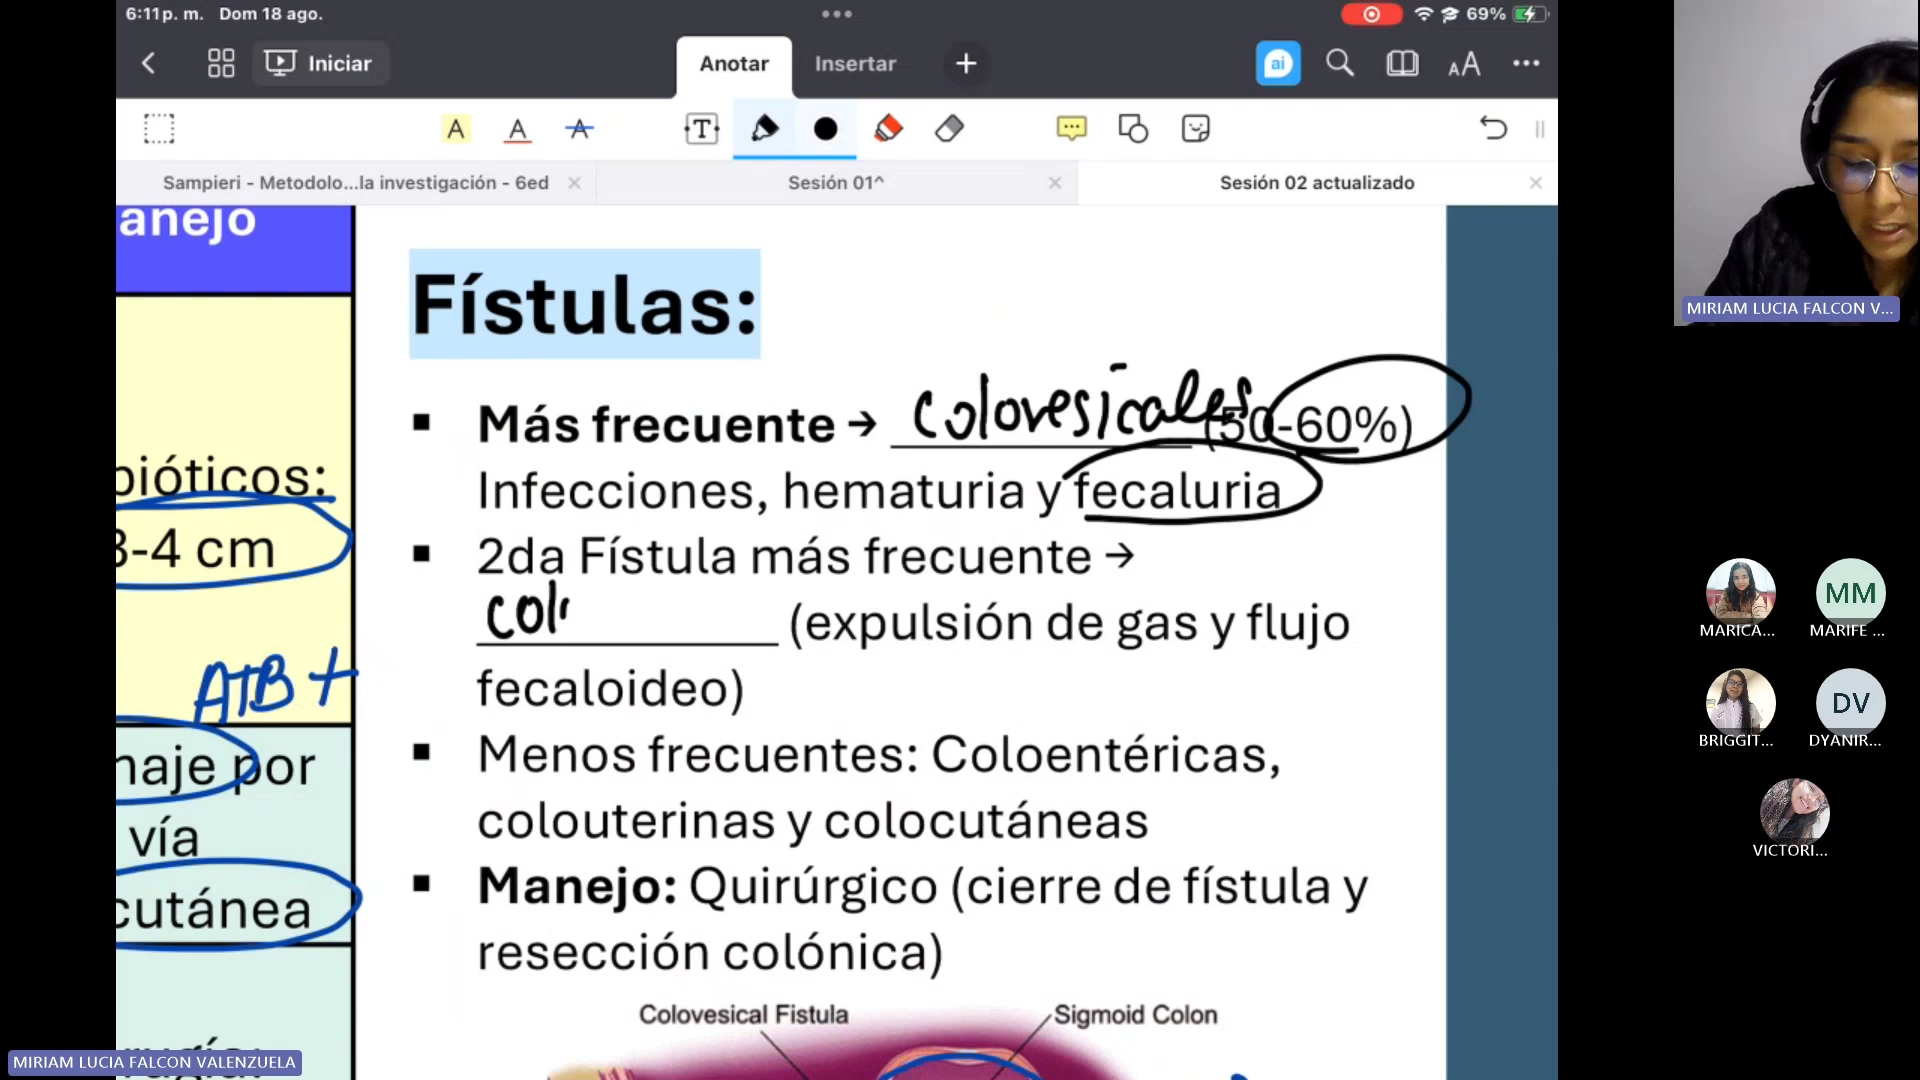 6:11p. m. Dom 18 ago.
69%
Iniciar
Anotar
Insertar
ai
AA
A A A T
Sampieri - Metodolo...la investigación - 6ed
Sesión 01^
Sesión 02 actualizado
anejo
bióticos:
3-4 cm
ATB +
naje por
vía
cutánea
Fístulas:
▪ Más frecuente → colovesicales (50-60%)
Infecciones, hematuria y fecaluria
▪ 2da Fístula más frecuente →
col (expulsión de gas y flujo
fecaloideo)
▪ Menos frecuentes: Coloentéricas,
colouterinas y colocutáneas
▪ Manejo: Quirúrgico (cierre de fístula y
resección colónica)
Colovesical Fistula
Sigmoid Colon
MIRIAM LUCIA FALCON VALENZUELA
MIRIAM LUCIA FALCON V...
MARICA...
MM
MARIFE ...
BRIGGIT...
DV
DYANIR...
VICTORI...